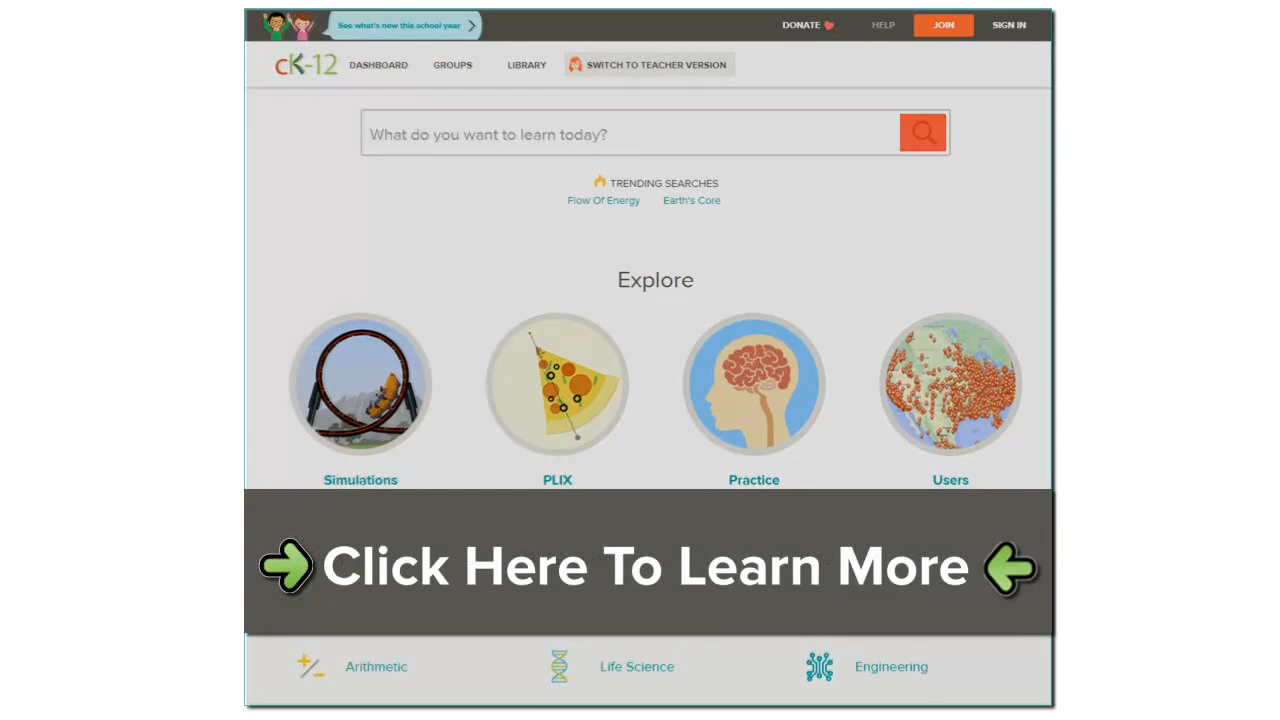 See what's new this school year
DONATE HELP JOIN SIGN IN
cK-12 DASHBOARD GROUPS LIBRARY SWITCH TO TEACHER VERSION
What do you want to learn today?
TRENDING SEARCHES
Flow Of Energy Earth's Core
Explore
Simulations PLIX Practice Users
Click Here To Learn More
Arithmetic Life Science Engineering